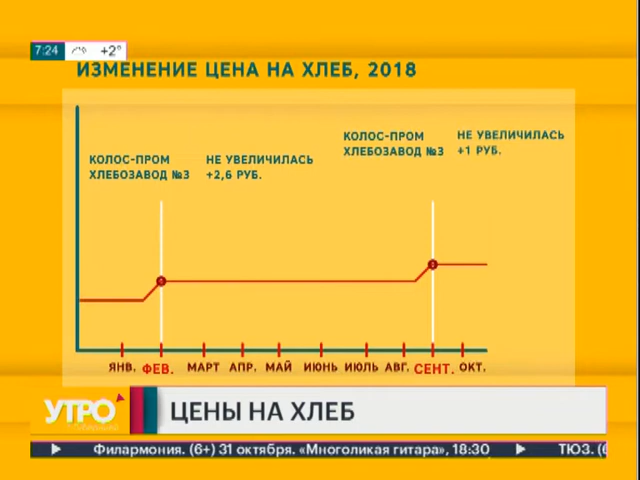 7:24 +2°
ИЗМЕНЕНИЕ ЦЕНА НА ХЛЕБ, 2018
КОЛОС-ПРОМ НЕ УВЕЛИЧИЛАСЬ
ХЛЕБОЗАВОД №3 +1 РУБ.
КОЛОС-ПРОМ НЕ УВЕЛИЧИЛАСЬ
ХЛЕБОЗАВОД №3 +2,6 РУБ.
ЯНВ. ФЕВ. МАРТ АПР. МАЙ ИЮНЬ ИЮЛЬ АВГ. СЕНТ. ОКТ.
УТРО
ЦЕНЫ НА ХЛЕБ
Филармония. (6+) 31 октября. «Многоликая гитара», 18:30 ТЮЗ. (6